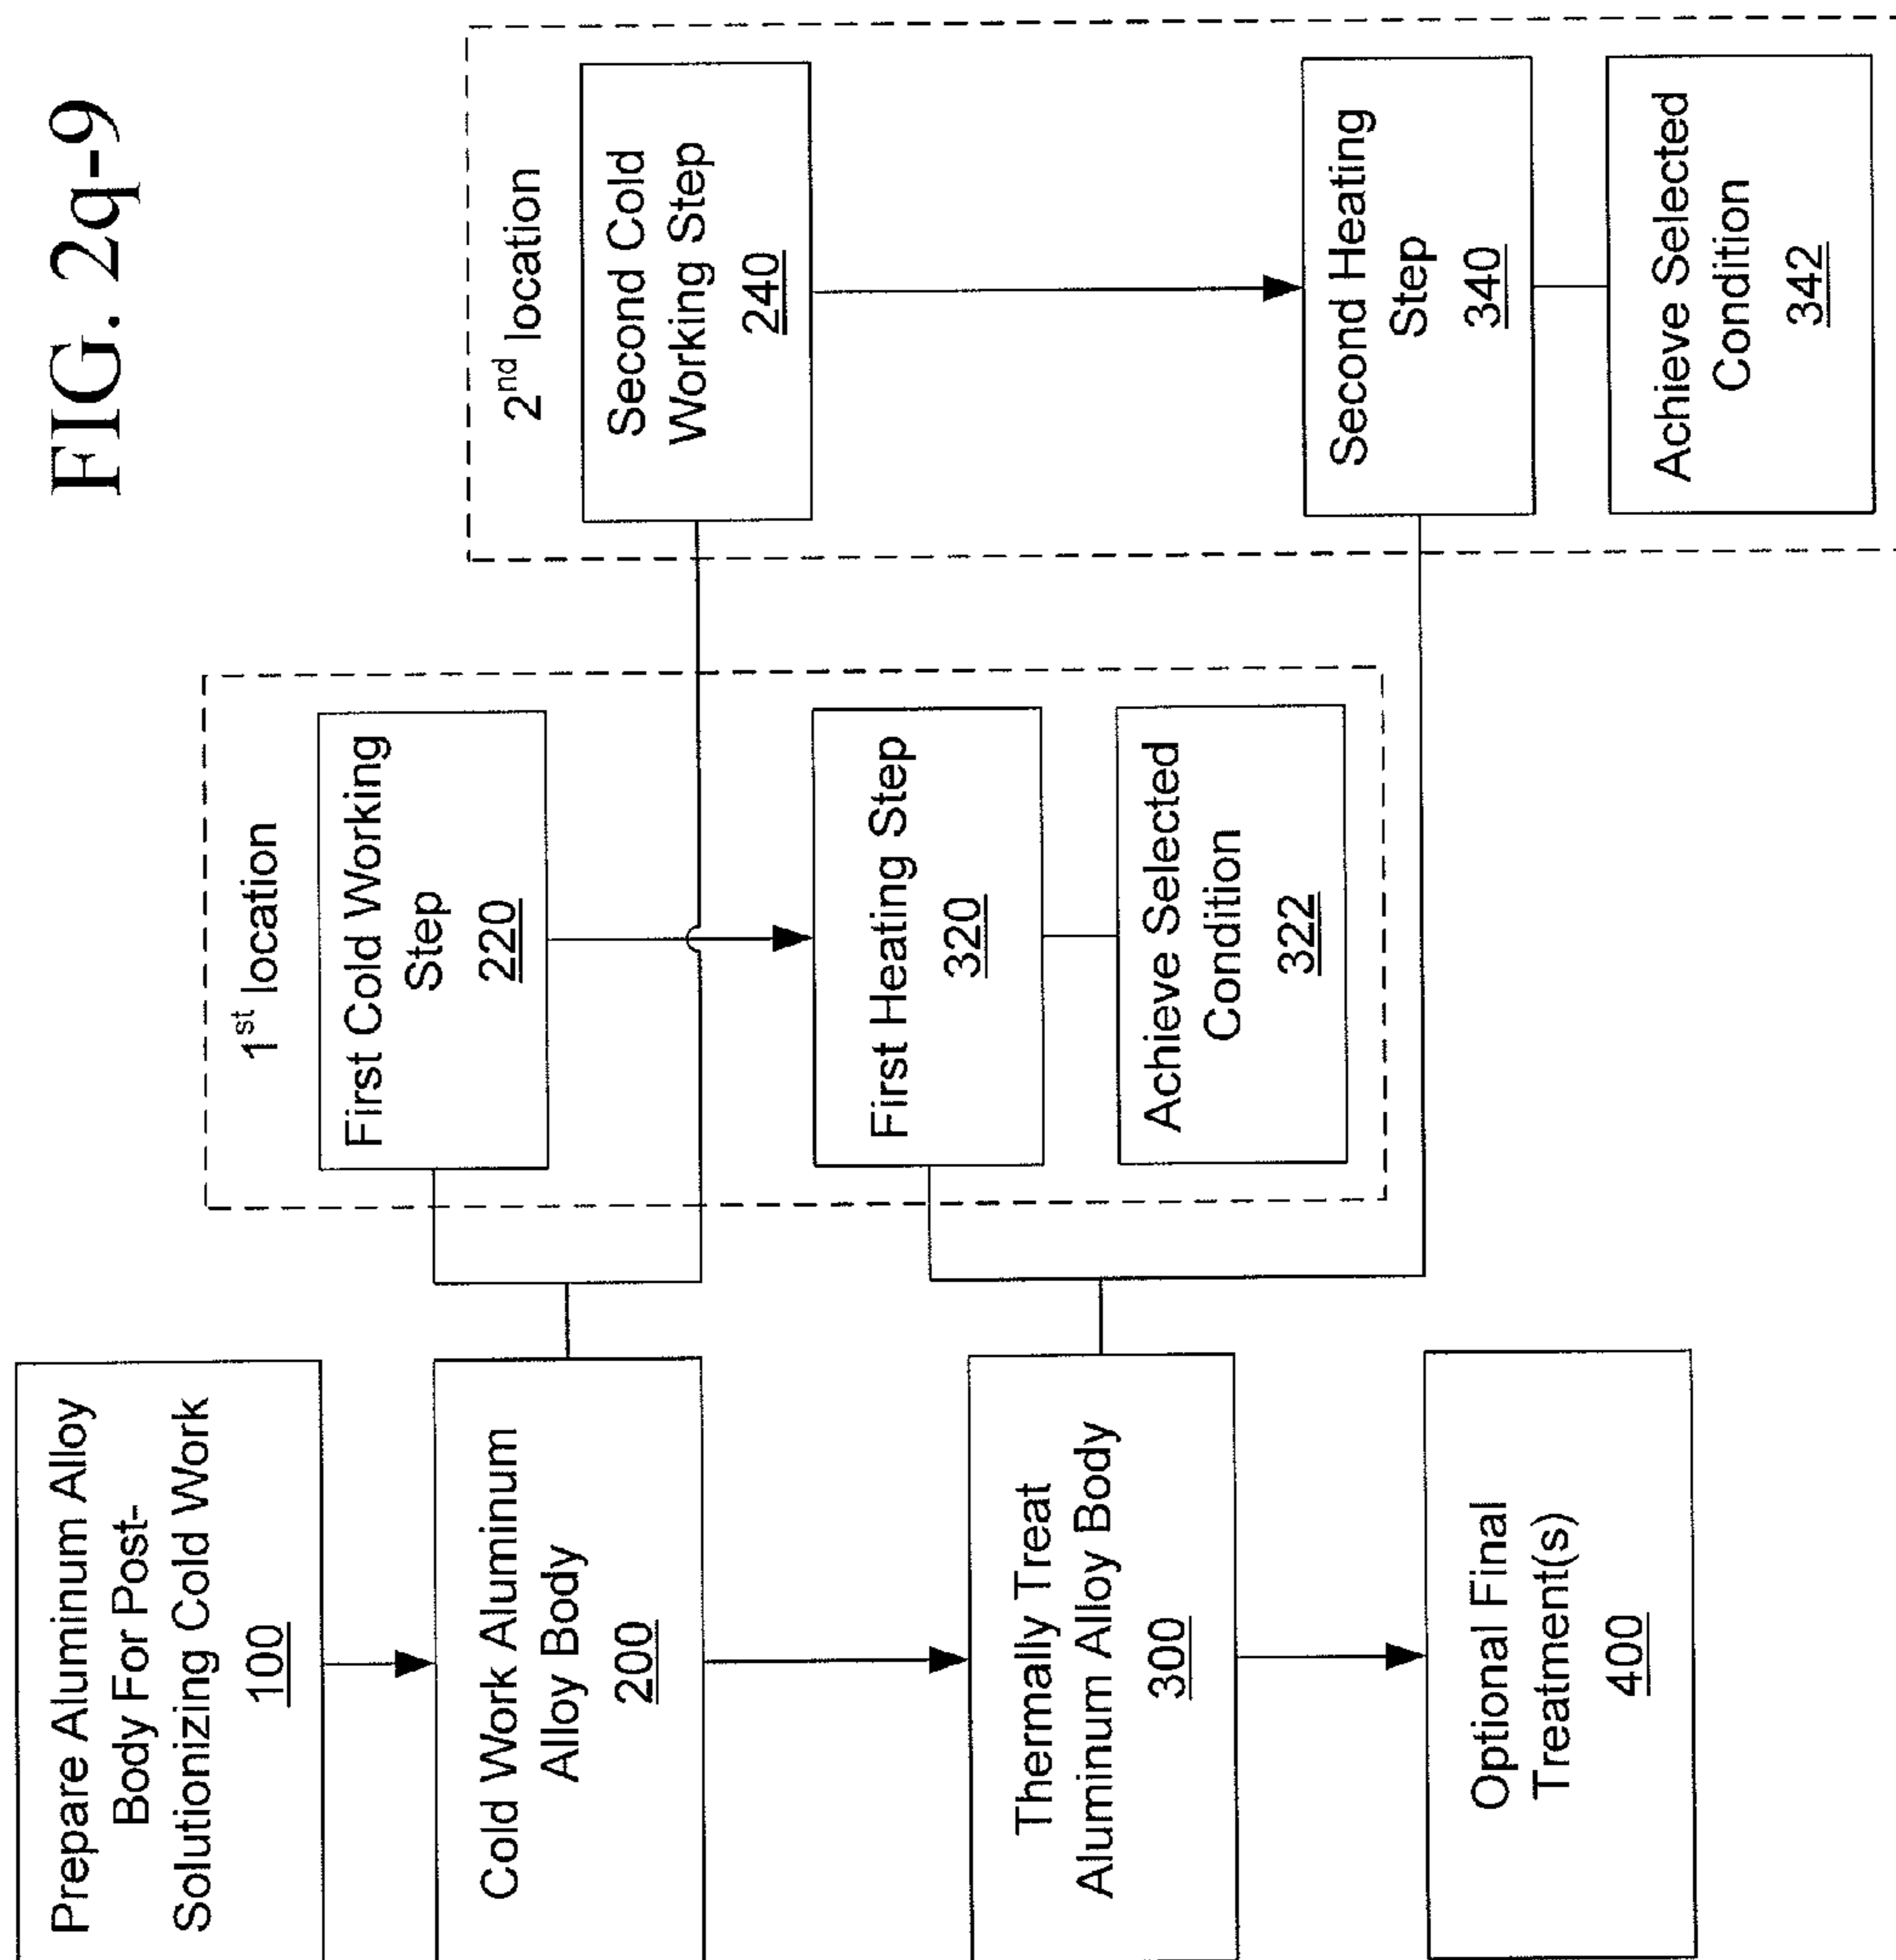 FIG. 2q-9
Prepare Aluminum Alloy
Body For Post-
Solutionizing Cold Work
100
Cold Work Aluminum
Alloy Body
200
Thermally Treat
Aluminum Alloy Body
300
Optional Final
Treatment(s)
400
1st location
First Cold Working
Step
220
First Heating Step
320
Achieve Selected
Condition
322
2nd location
Second Cold
Working Step
240
Second Heating
Step
340
Achieve Selected
Condition
342